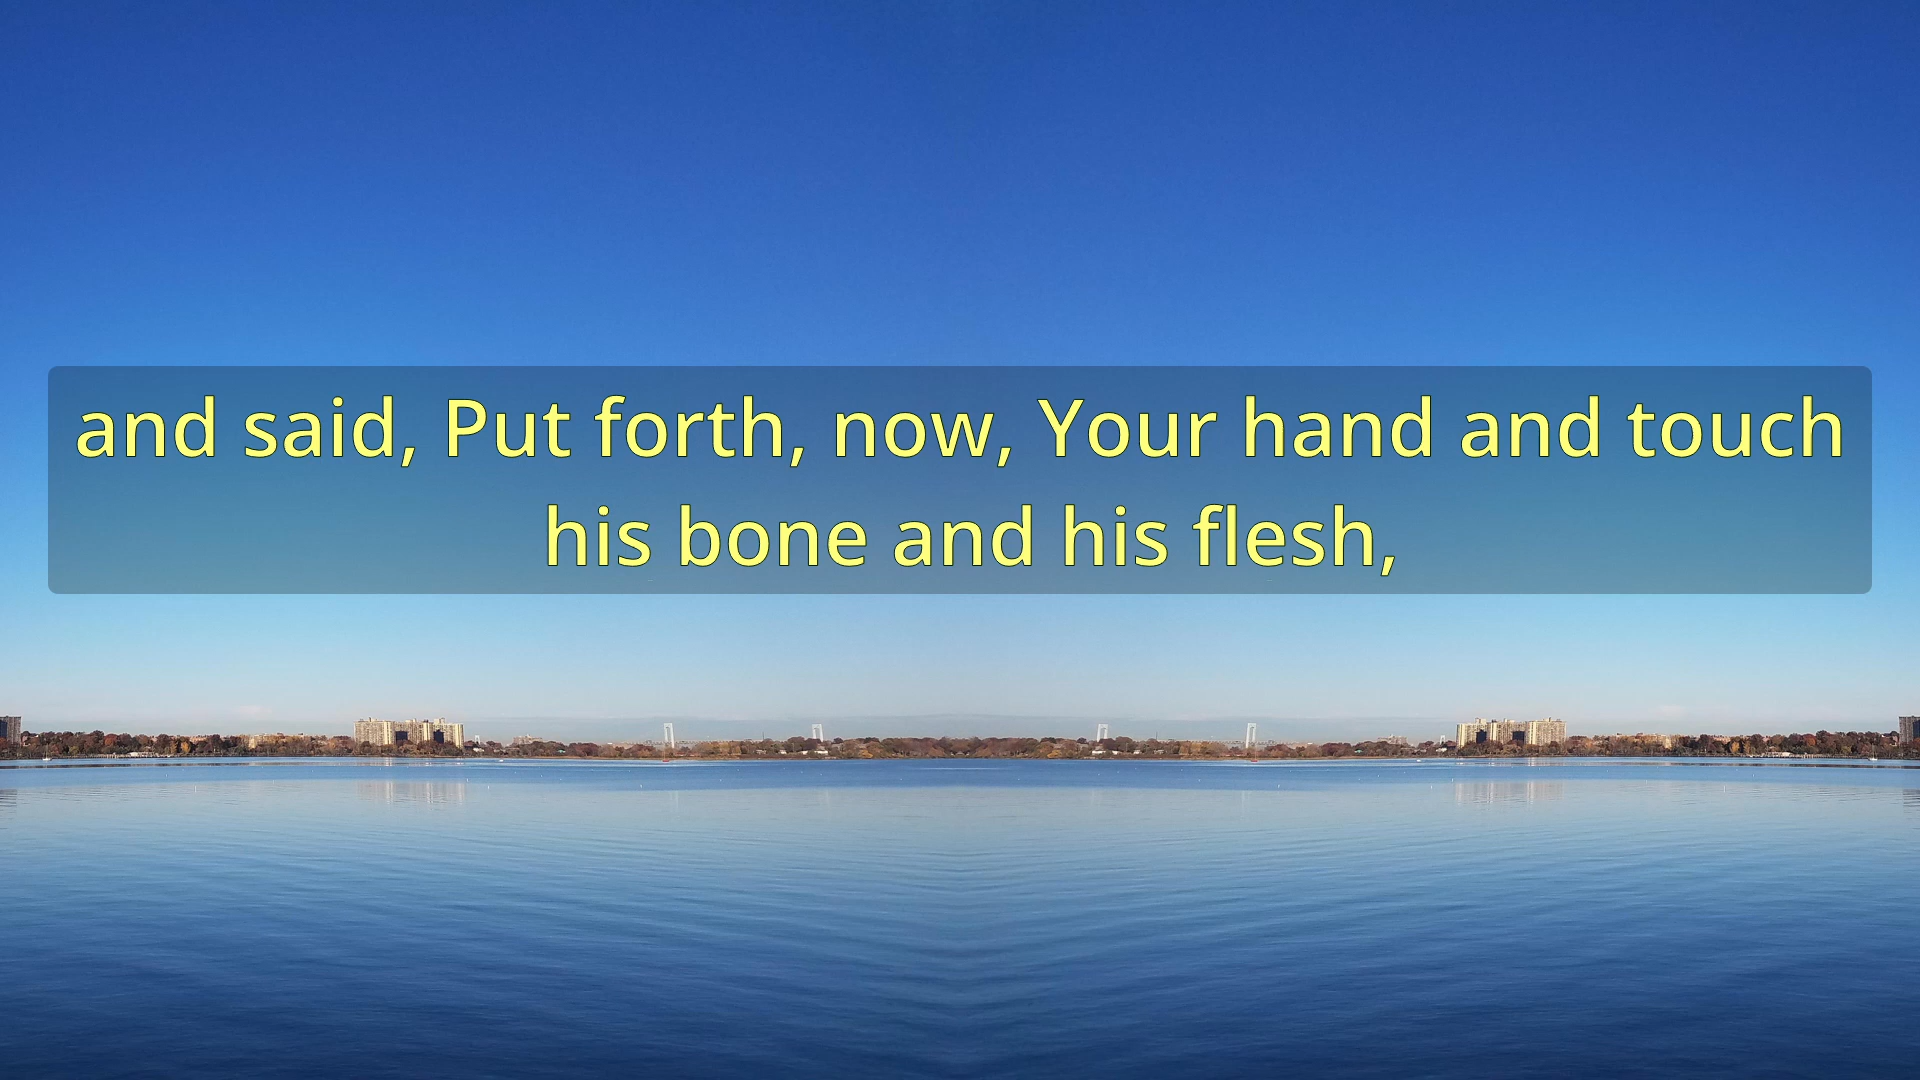 and said, Put forth, now, Your hand and touch
his bone and his flesh,